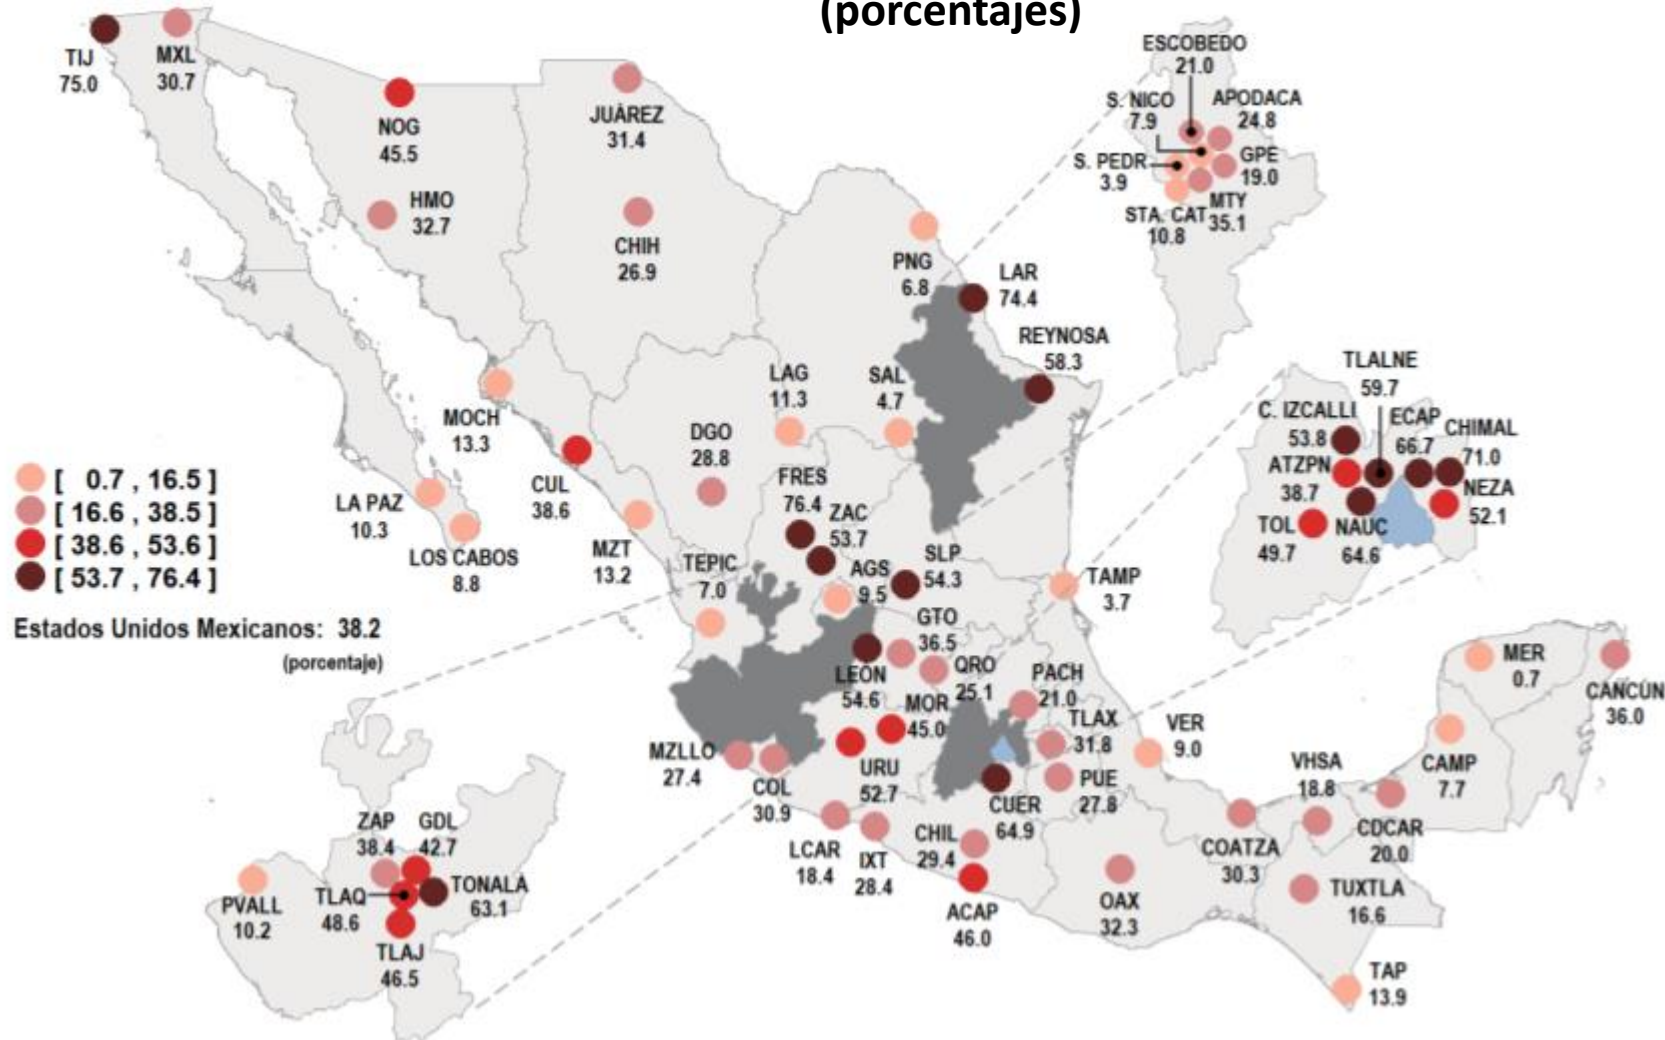 (porcentajes)
TIJ
75.0
MXL
30.7
NOG
45.5
HMO
32.7
JUÁREZ
31.4
CHIH
26.9
PNG
6.8
LAR
74.4
REYNOSA
58.3
ESCOBEDO
21.0
S. NICO
7.9
APODACA
24.8
S. PEDR
3.9
GPE
19.0
STA. CAT
10.8
MTY
35.1
MOCH
13.3
CUL
38.6
LA PAZ
10.3
LOS CABOS
8.8
MZT
13.2
DGO
28.8
LAG
11.3
SAL
4.7
FRES
76.4
ZAC
53.7
TEPIC
7.0
AGS
9.5
SLP
54.3
TAMP
3.7
TLALNE
59.7
C. IZCALLI
53.8
ECAP
66.7
CHIMAL
71.0
ATZPN
38.7
NEZA
52.1
TOL
49.7
NAUC
64.6
[ 0.7 , 16.5 ]
[ 16.6 , 38.5 ]
[ 38.6 , 53.6 ]
[ 53.7 , 76.4 ]
Estados Unidos Mexicanos: 38.2
(porcentaje)
GTO
36.5
LEÓN
54.6
QRO
25.1
MOR
45.0
PACH
21.0
TLAX
31.8
VER
9.0
MZLLO
27.4
COL
30.9
URU
52.7
CUER
64.9
PUE
27.8
LCAR
18.4
IXT
28.4
CHIL
29.4
ACAP
46.0
OAX
32.3
COATZA
30.3
VHSA
18.8
CDCAR
20.0
TUXTLA
16.6
TAP
13.9
MER
0.7
CANCÚN
36.0
CAMP
7.7
ZAP
38.4
GDL
42.7
PVALL
10.2
TLAQ
48.6
TONALA
63.1
TLAJ
46.5